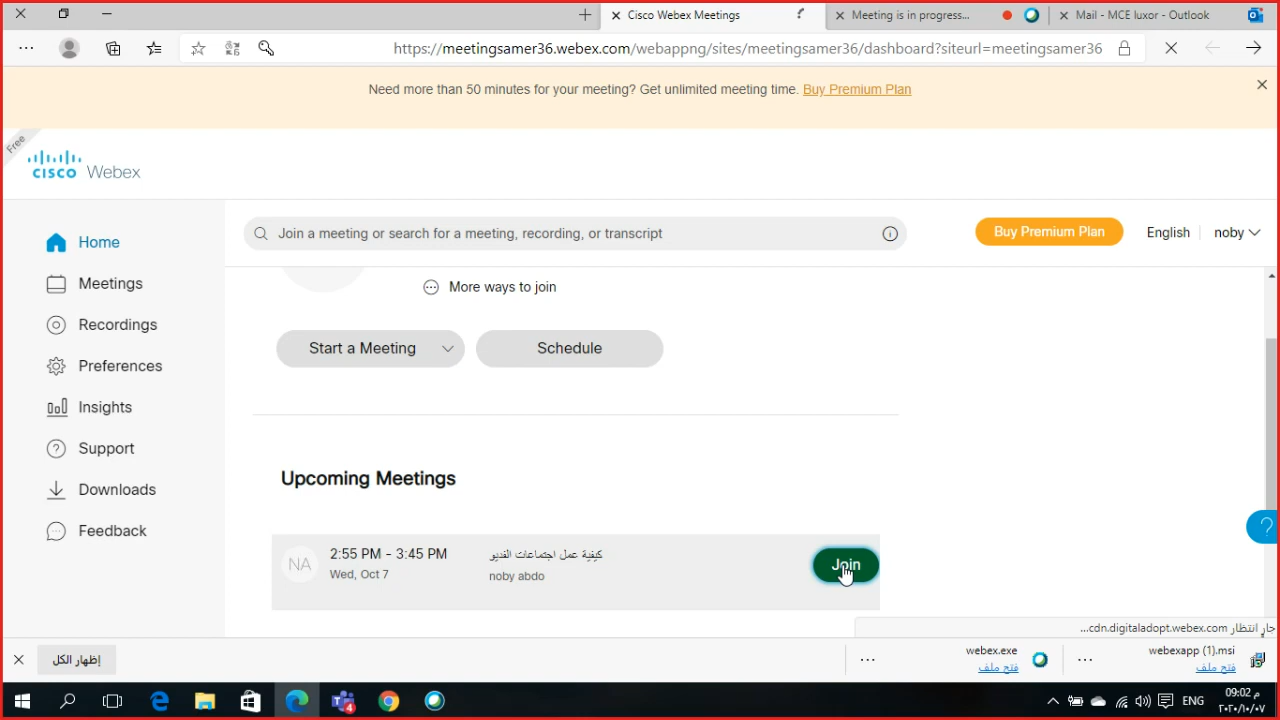 Cisco Webex Meetings
Meeting is in progress...
Mail - MCE luxor - Outlook
https://meetingsamer36.webex.com/webappng/sites/meetingsamer36/dashboard?siteurl=meetingsamer36
Need more than 50 minutes for your meeting? Get unlimited meeting time. Buy Premium Plan
Free
CISCO Webex
Join a meeting or search for a meeting, recording, or transcript
Buy Premium Plan
English
noby
Home
Meetings
Recordings
Preferences
Insights
Support
Downloads
Feedback
More ways to join
Start a Meeting
Schedule
Upcoming Meetings
NA
2:55 PM - 3:45 PM
Wed, Oct 7
كيفية عمل اجتماعات الفديو
noby abdo
Join
جارٍ انتظار cdn.digitaladopt.webex.com...
إظهار الكل
webex.exe
فتح ملف
webexapp (1).msi
فتح ملف
4
ENG
09:02 م
٢٠٢٠/١٠/٠٧